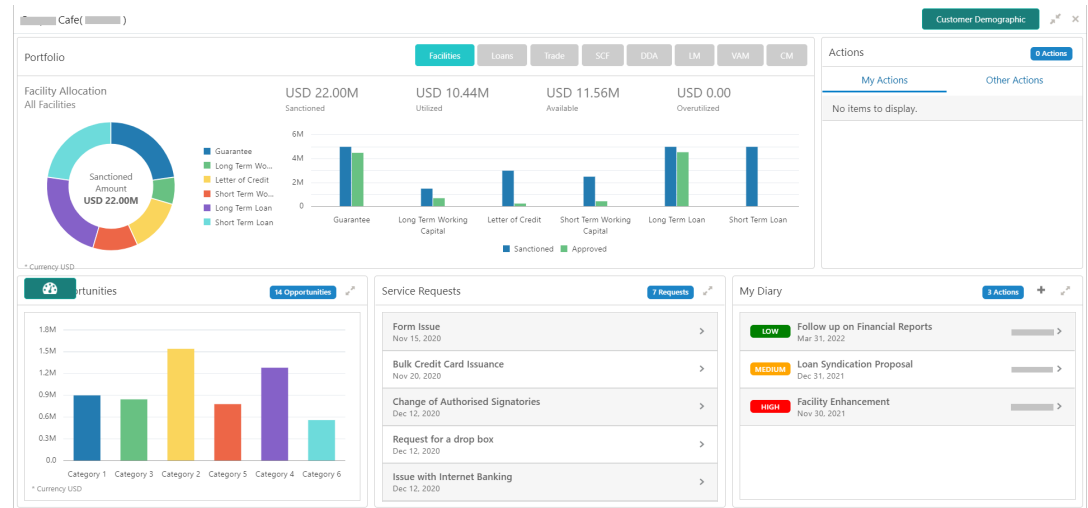 Cafe( )
Customer Demographic
Portfolio
Facilities
Loans
Trade
SCF
DDA
LM
VAM
CM
Facility Allocation
All Facilities
USD 22.00M
Sanctioned
USD 10.44M
Utilized
USD 11.56M
Available
USD 0.00
Overutilized
Sanctioned
Amount
USD 22.00M
Guarantee
Long Term Wo...
Letter of Credit
Short Term Wo...
Long Term Loan
Short Term Loan
6M
4M
2M
0
Guarantee
Long Term Working
Capital
Letter of Credit
Short Term Working
Capital
Long Term Loan
Short Term Loan
Sanctioned
Approved
* Currency USD
Actions
0 Actions
My Actions
Other Actions
No items to display.
rtunities
14 Opportunities
1.8M
1.5M
1.2M
0.9M
0.6M
0.3M
0.0
Category 1
Category 3
Category 2
Category 5
Category 4
Category 6
* Currency USD
Service Requests
7 Requests
Form Issue
Nov 15, 2020
Bulk Credit Card Issuance
Nov 20, 2020
Change of Authorised Signatories
Dec 12, 2020
Request for a drop box
Dec 12, 2020
Issue with Internet Banking
Dec 12, 2020
My Diary
3 Actions
LOW
Follow up on Financial Reports
Mar 31, 2022
MEDIUM
Loan Syndication Proposal
Dec 31, 2021
HIGH
Facility Enhancement
Nov 30, 2021